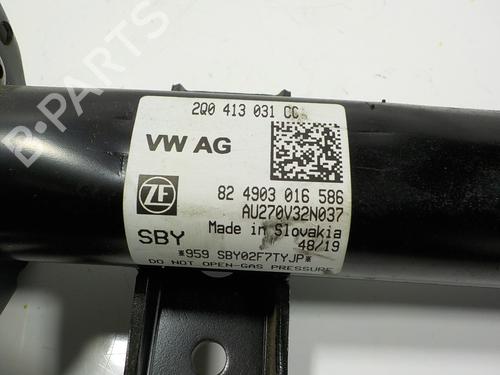 B-PARTS
2Q0 413 031 CC
VW AG
ZF
82 4903 016 586
AU270V32N037
Made in Slovakia
SBY
48/19
*959 SBY02F7TYJP*
DO NOT OPEN-GAS PRESSURE